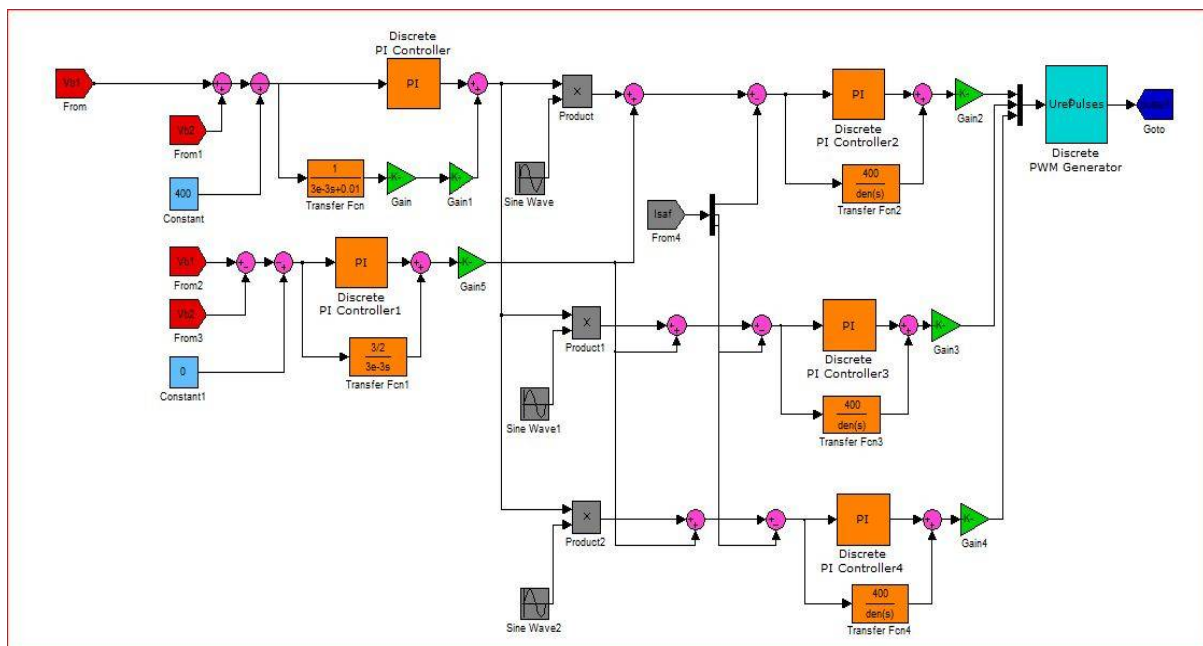 Discrete
PI Controller
Vb1
PI
From
X
Product
PI
K-
UrePulses
Discrete
PI Controller2
Gain2
Goto
Discrete
PWM Generator
Vb2
From1
1
3e-3s+0.01
K-
K-
Transfer Fcn
Gain
Gain1
Sine Wave
400
den(s)
Transfer Fcn2
400
Constant
Isaf
From4
Vb1
From2
PI
K-
Gain5
Discrete
PI Controller1
Vb2
From3
3/2
3e-3s
Transfer Fcn1
0
Constant1
X
Product1
PI
K-
Gain3
Discrete
PI Controller3
Sine Wave1
400
den(s)
Transfer Fcn3
X
Product2
PI
K-
Gain4
Discrete
PI Controller4
Sine Wave2
400
den(s)
Transfer Fcn4